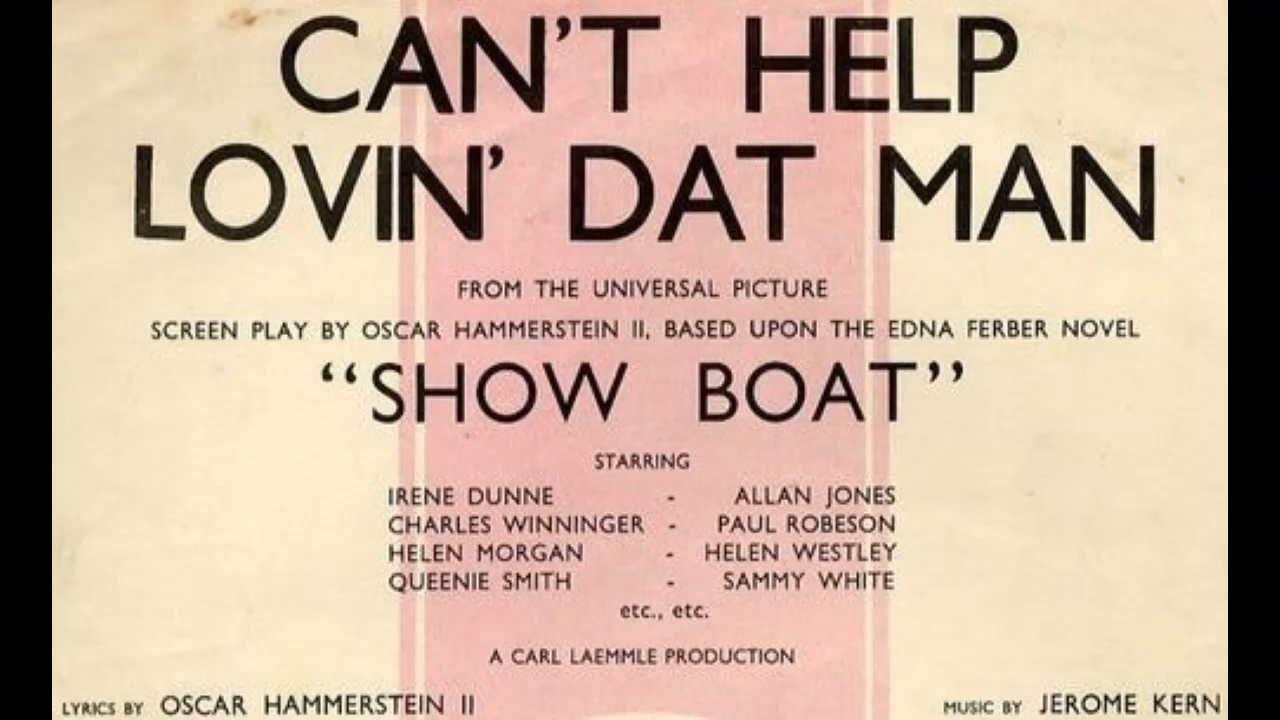 CAN'T HELP
LOVIN' DAT MAN
FROM THE UNIVERSAL PICTURE
SCREEN PLAY BY OSCAR HAMMERSTEIN II, BASED UPON THE EDNA FERBER NOVEL
“SHOW BOAT”
STARRING
IRENE DUNNE - ALLAN JONES
CHARLES WINNINGER - PAUL ROBESON
HELEN MORGAN - HELEN WESTLEY
QUEENIE SMITH - SAMMY WHITE
etc., etc.
A CARL LAEMMLE PRODUCTION
LYRICS BY OSCAR HAMMERSTEIN II MUSIC BY JEROME KERN